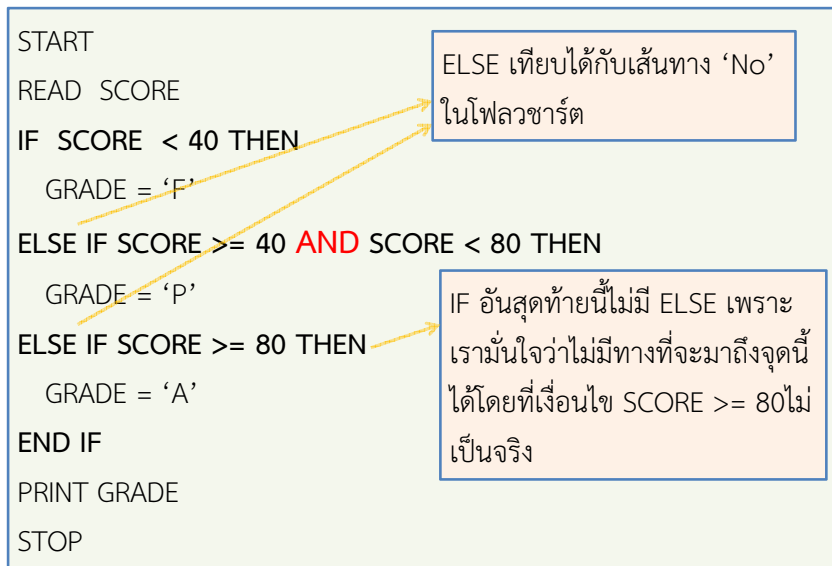 START
READ SCORE
IF SCORE < 40 THEN
GRADE = ‘F’
ELSE IF SCORE >= 40 AND SCORE < 80 THEN
GRADE = ‘P’
ELSE IF SCORE >= 80 THEN
GRADE = ‘A’
END IF
PRINT GRADE
STOP
ELSE เทียบได้กับเส้นทาง ‘No’
ในโฟลวชาร์ต
IF อันสุดท้ายนี้ไม่มี ELSE เพราะ
เรามั่นใจว่าไม่มีทางที่จะมาถึงจุดนี้
ได้โดยที่เงื่อนไข SCORE >= 80ไม่
เป็นจริง